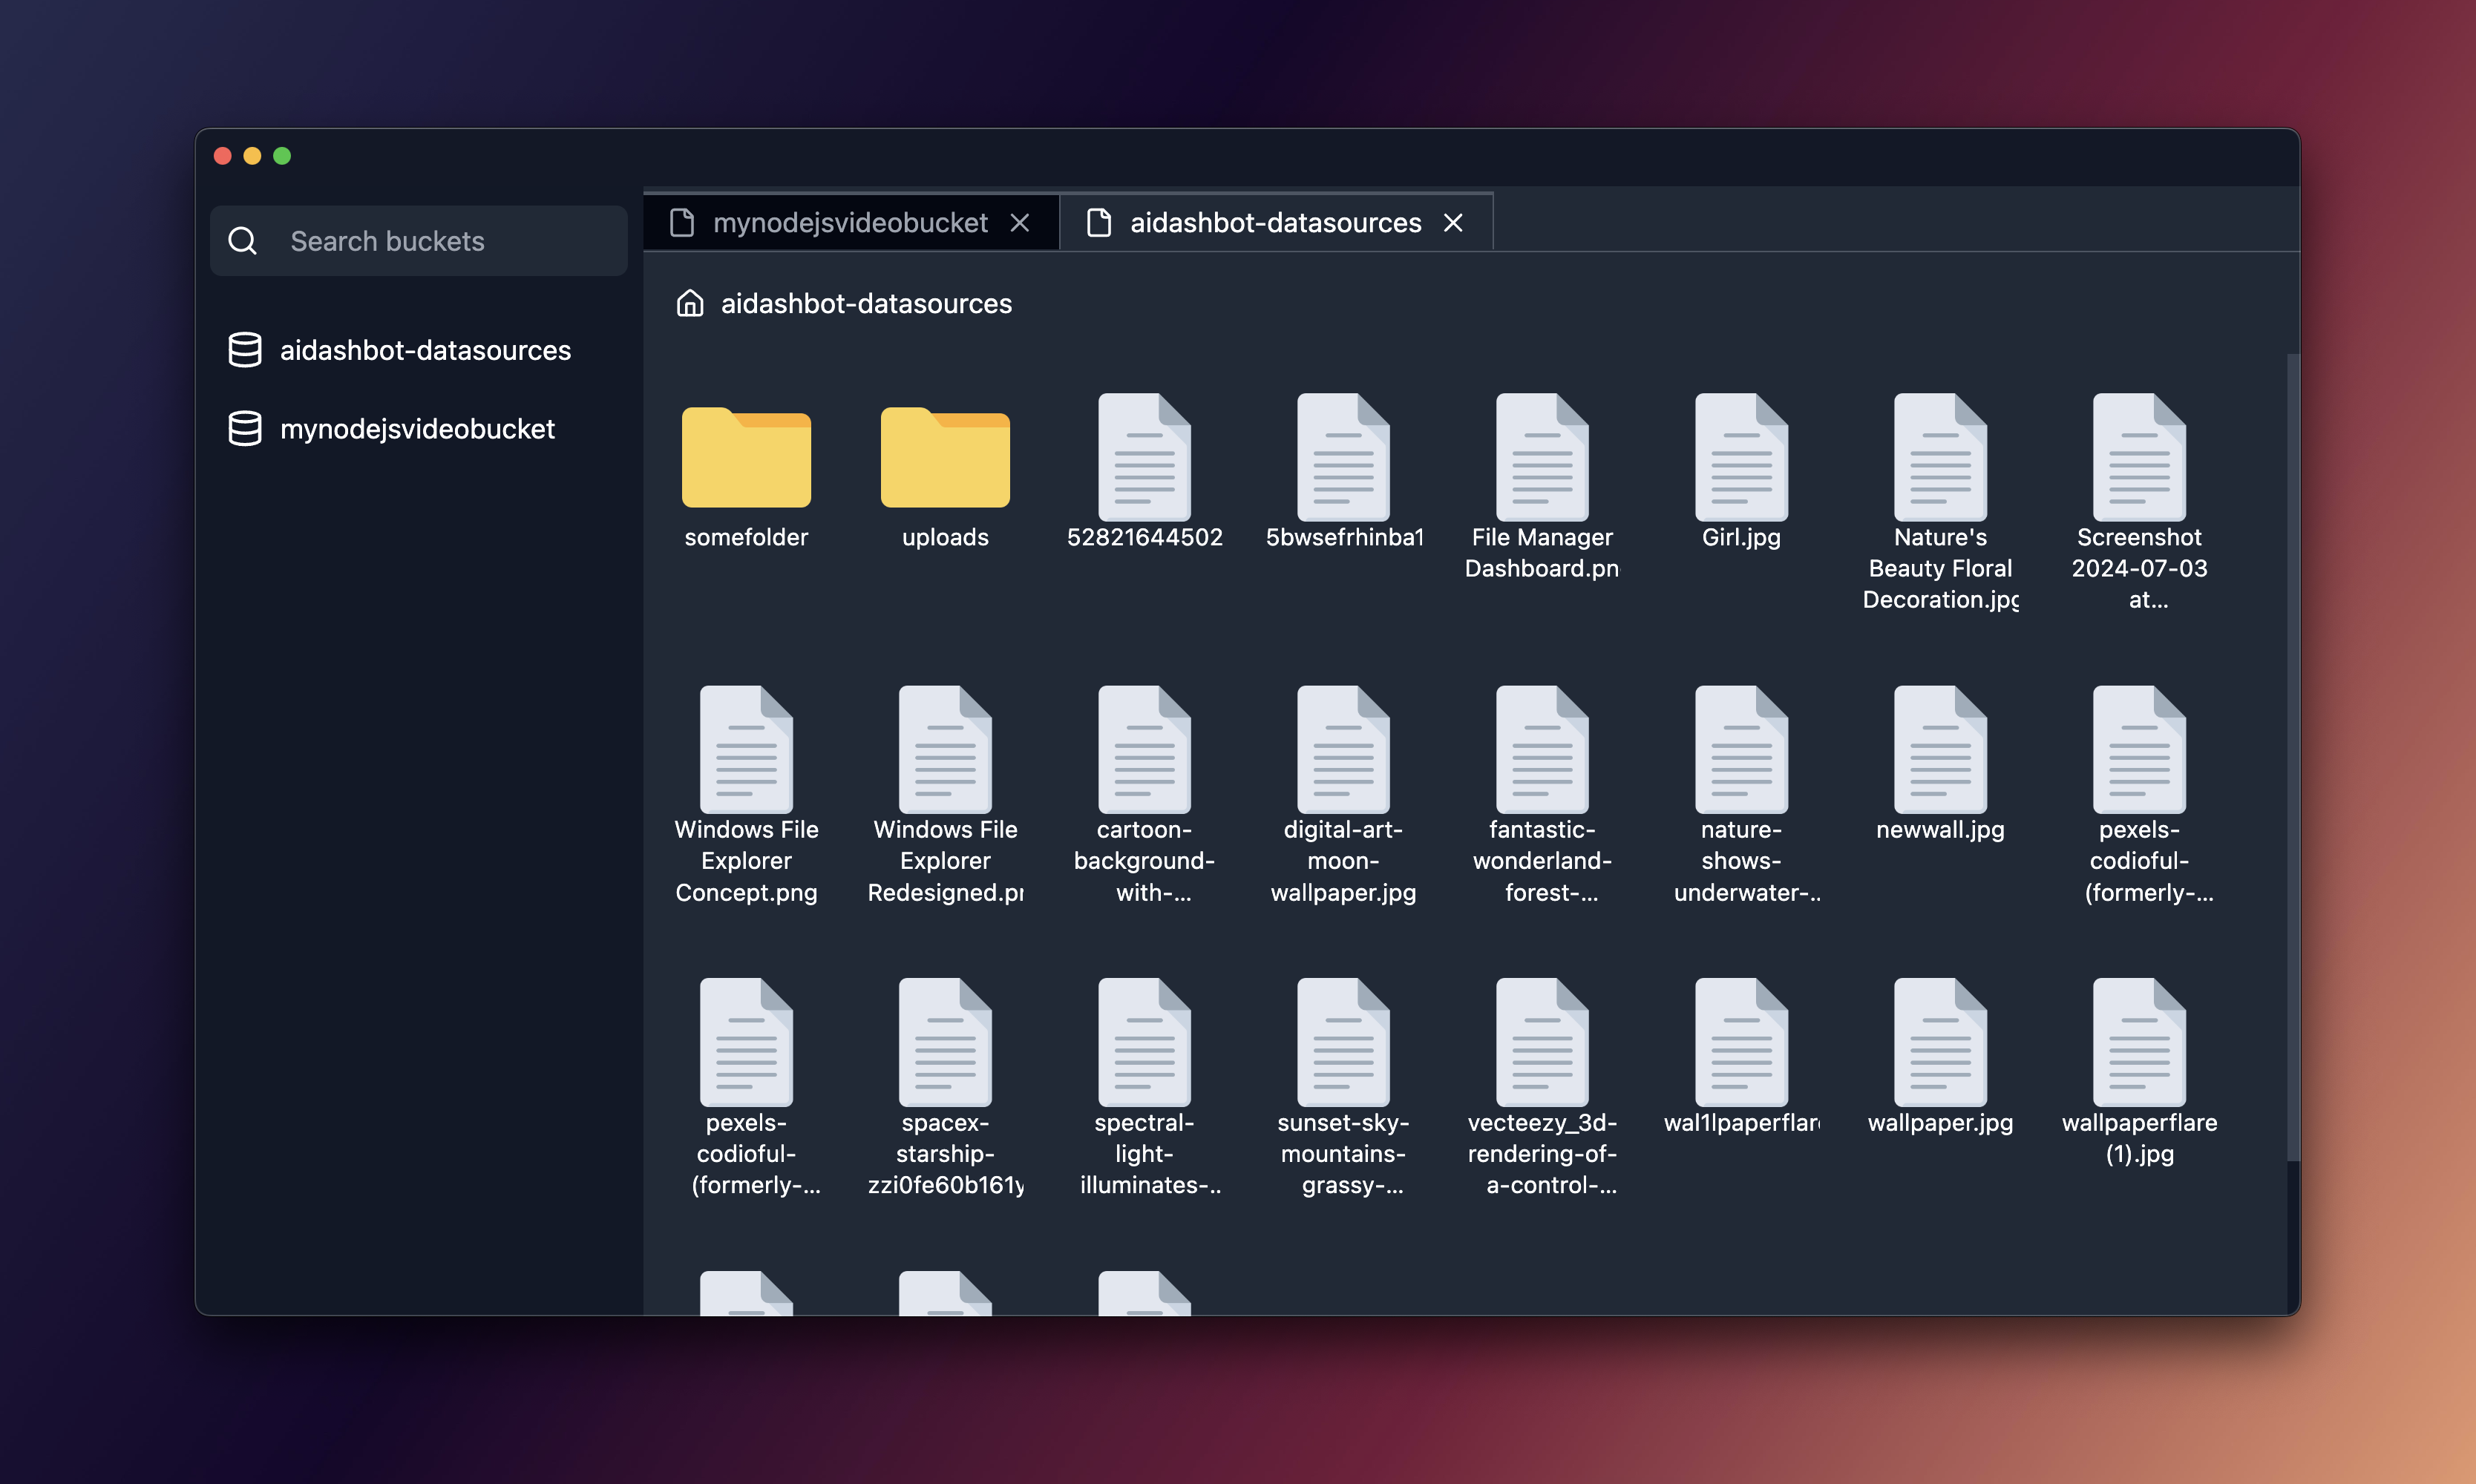 mynodejsvideobucket
aidashbot-datasources
Search buckets
aidashbot-datasources
aidashbot-datasources
mynodejsvideobucket
somefolder
uploads
52821644502
5bwsefrhinba1
File Manager
Dashboard.pn
Girl.jpg
Nature's
Beauty Floral
Decoration.jpg
Screenshot
2024-07-03
at...
Windows File
Explorer
Concept.png
Windows File
Explorer
Redesigned.pn
cartoon-
background-
with-...
digital-art-
moon-
wallpaper.jpg
fantastic-
wonderland-
forest-...
nature-
shows-
underwater-..
newwall.jpg
pexels-
codioful-
(formerly-...
pexels-
codioful-
(formerly-...
spacex-
starship-
zzi0fe60b161y
spectral-
light-
illuminates-..
sunset-sky-
mountains-
grassy-...
vecteezy_3d-
rendering-of-
a-control-...
wal1lpaperflar
wallpaper.jpg
wallpaperflare
(1).jpg